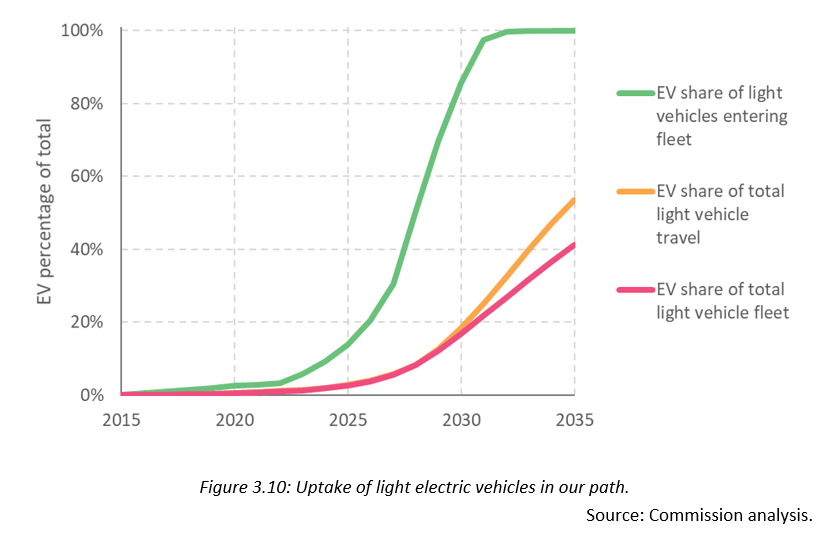 EV percentage of total
100%
80%
60%
40%
20%
0%
2015 2020 2025 2030 2035
EV share of light
vehicles entering
fleet
EV share of total
light vehicle
travel
EV share of total
light vehicle fleet
Figure 3.10: Uptake of light electric vehicles in our path.
Source: Commission analysis.